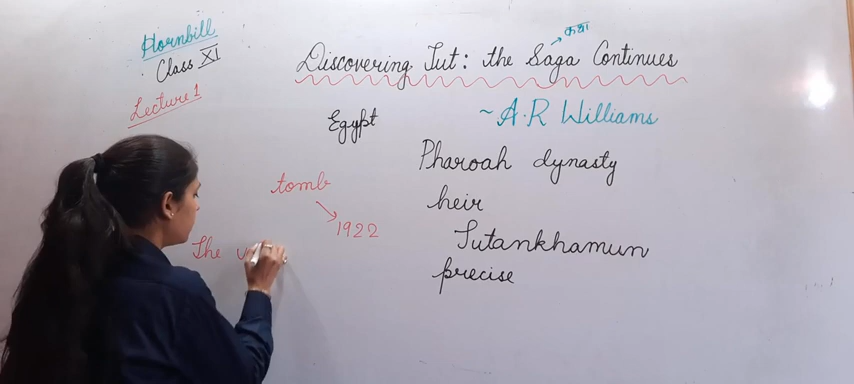 Hornbill
Class XI
Lecture 1
कथा
Discovering Tut: the Saga Continues
~ A.R Williams
Egypt
Pharoah dynasty
heir
Tutankhamun
precise
tomb
1922
The